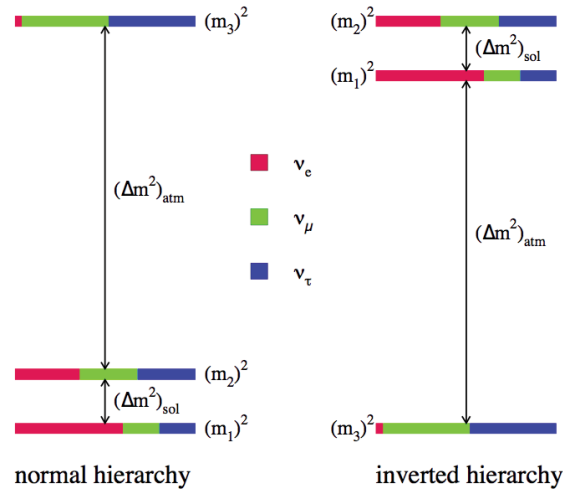 (m₃)²
(Δm²)atm
(m₂)²
(Δm²)sol
(m₁)²
normal hierarchy
νe
νμ
ντ
(m₂)²
(Δm²)sol
(m₁)²
(Δm²)atm
(m₃)²
inverted hierarchy